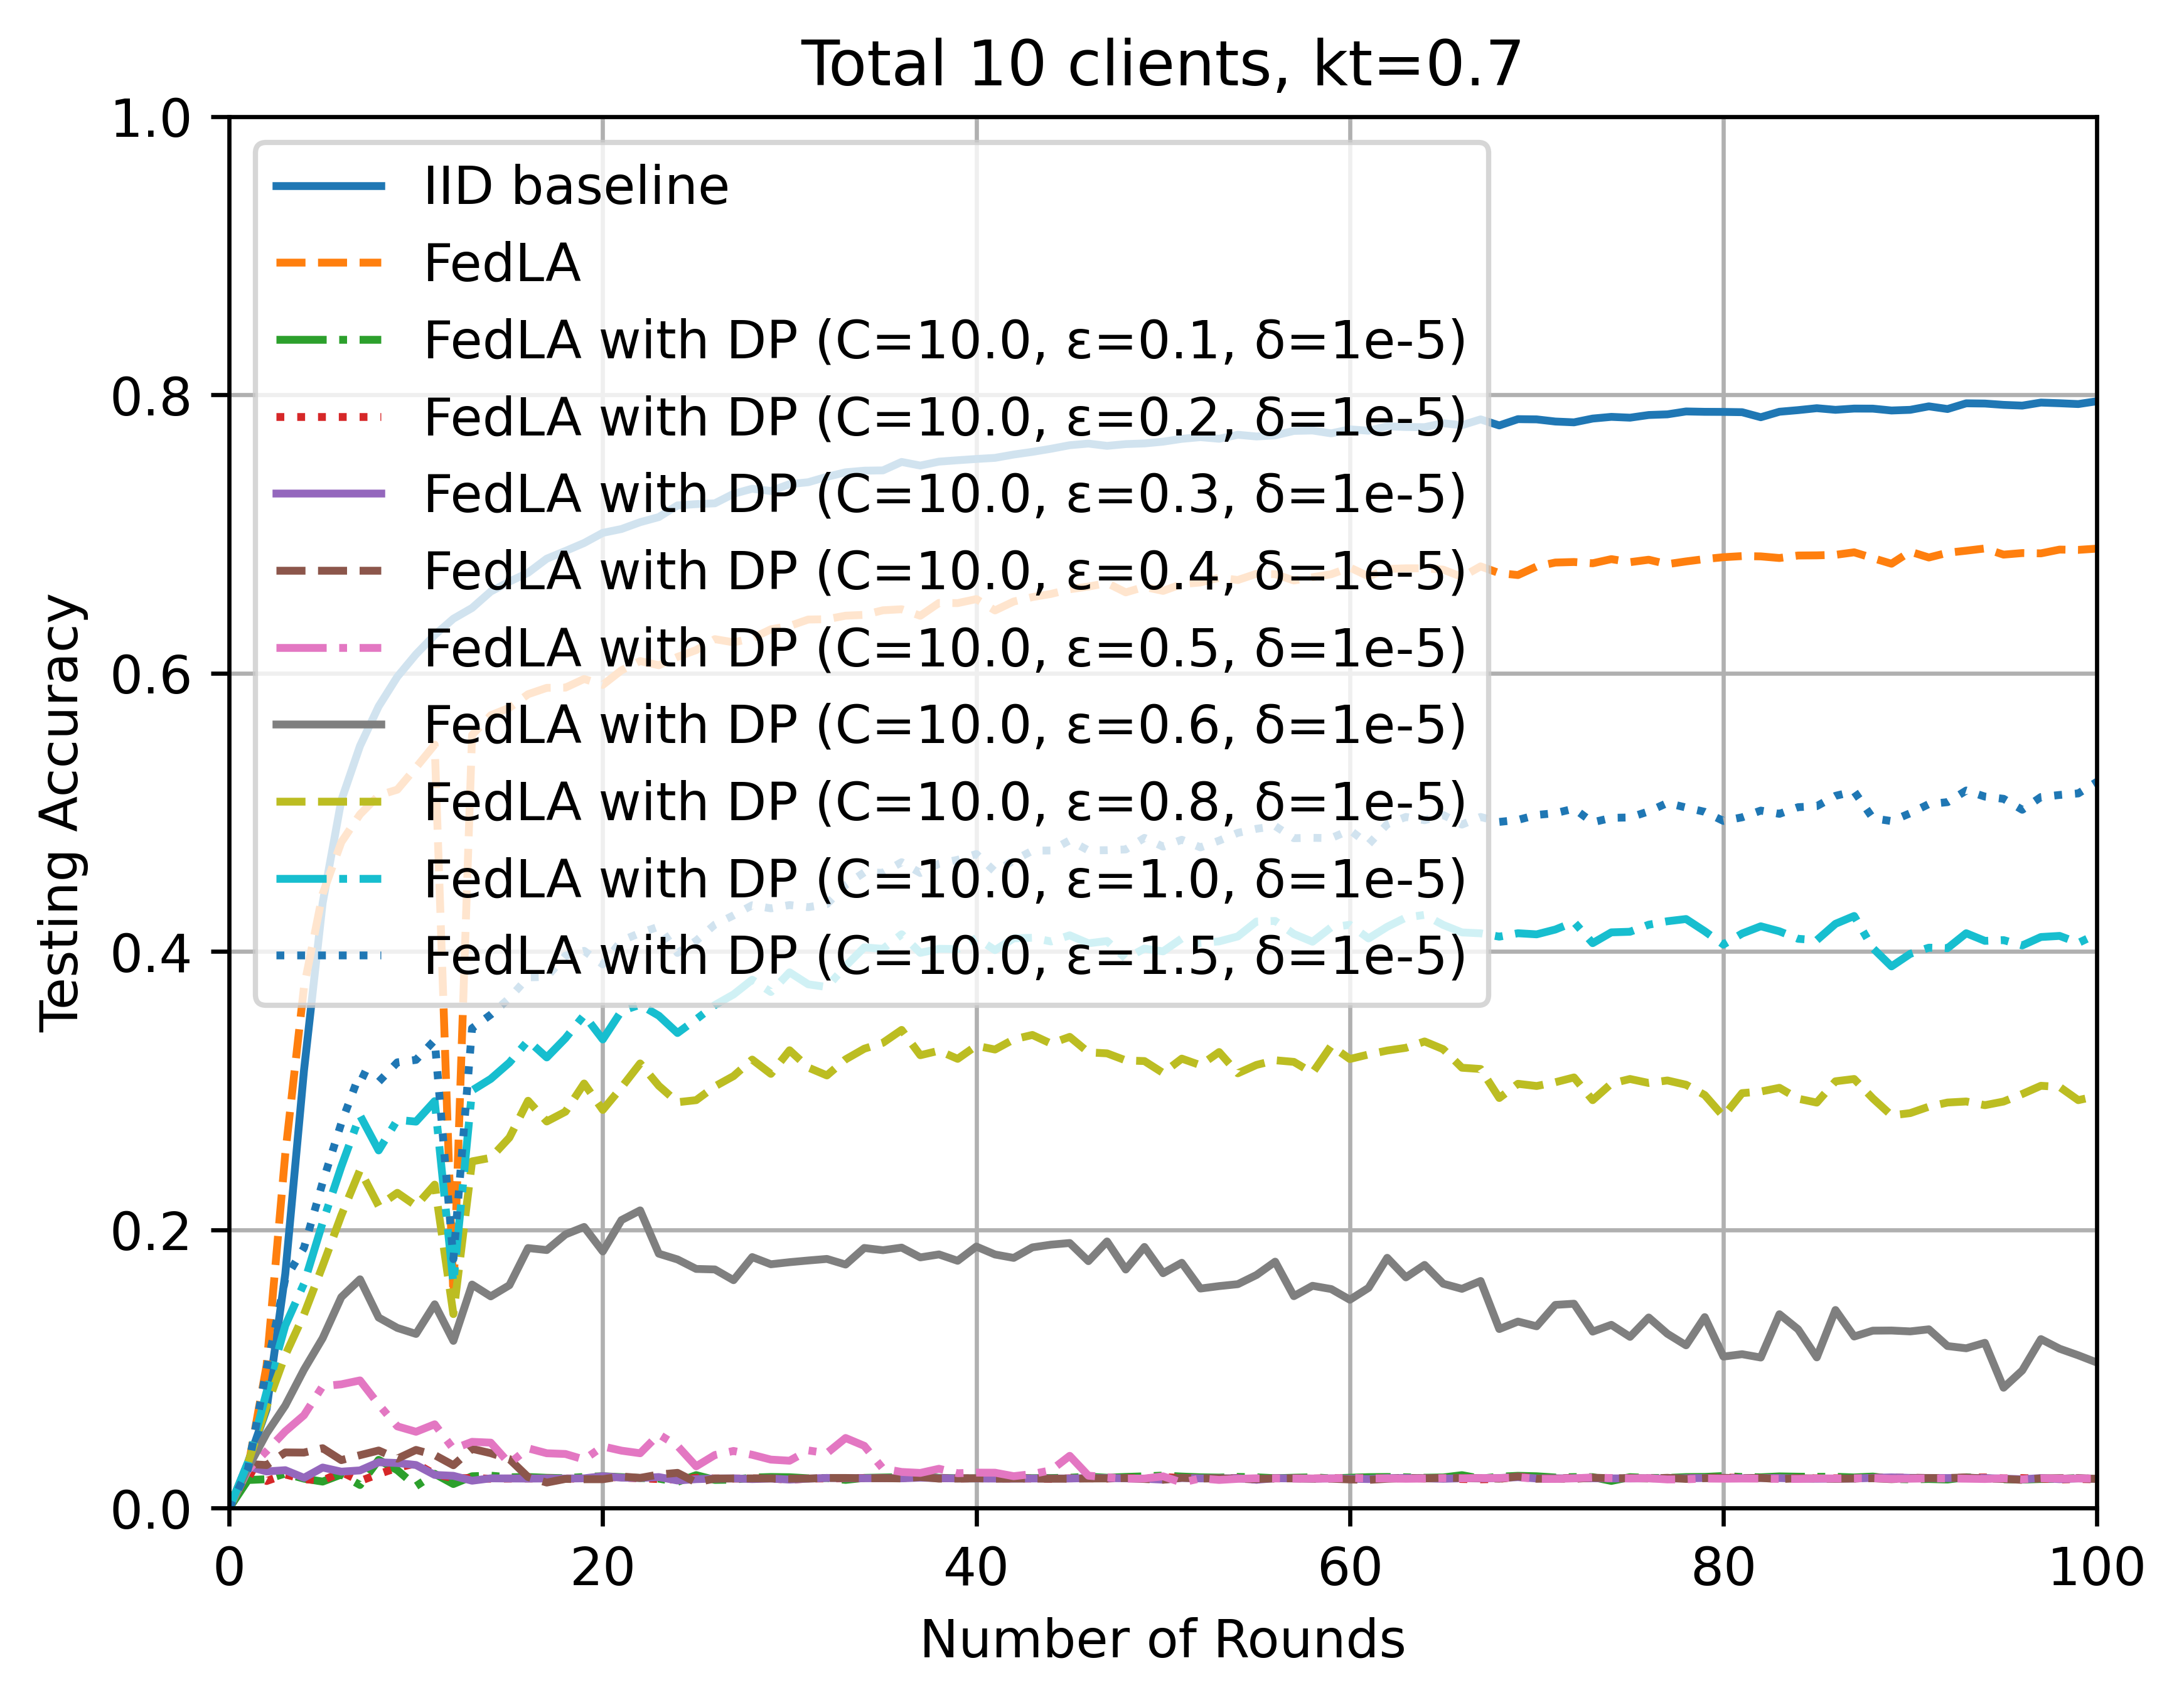 Total 10 clients, kt=0.7
1.0
0.8
0.6
0.4
0.2
0.0
Testing Accuracy
IID baseline
FedLA
FedLA with DP (C=10.0, ε=0.1, δ=1e-5)
FedLA with DP (C=10.0, ε=0.2, δ=1e-5)
FedLA with DP (C=10.0, ε=0.3, δ=1e-5)
FedLA with DP (C=10.0, ε=0.4, δ=1e-5)
FedLA with DP (C=10.0, ε=0.5, δ=1e-5)
FedLA with DP (C=10.0, ε=0.6, δ=1e-5)
FedLA with DP (C=10.0, ε=0.8, δ=1e-5)
FedLA with DP (C=10.0, ε=1.0, δ=1e-5)
FedLA with DP (C=10.0, ε=1.5, δ=1e-5)
0 20 40 60 80 100
Number of Rounds